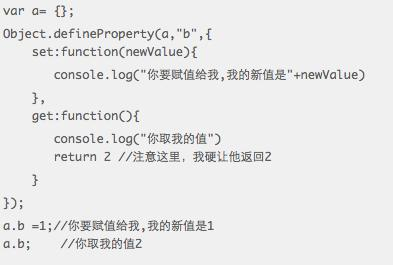 var a= {};
Object.defineProperty(a,"b",{
    set:function(newValue){
        console.log("你要赋值给我,我的新值是"+newValue)
    },
    get:function(){
        console.log("你取我的值")
        return 2 //注意这里，我硬让他返回2
    }
});
a.b =1;//你要赋值给我,我的新值是1
a.b;    //你取我的值2